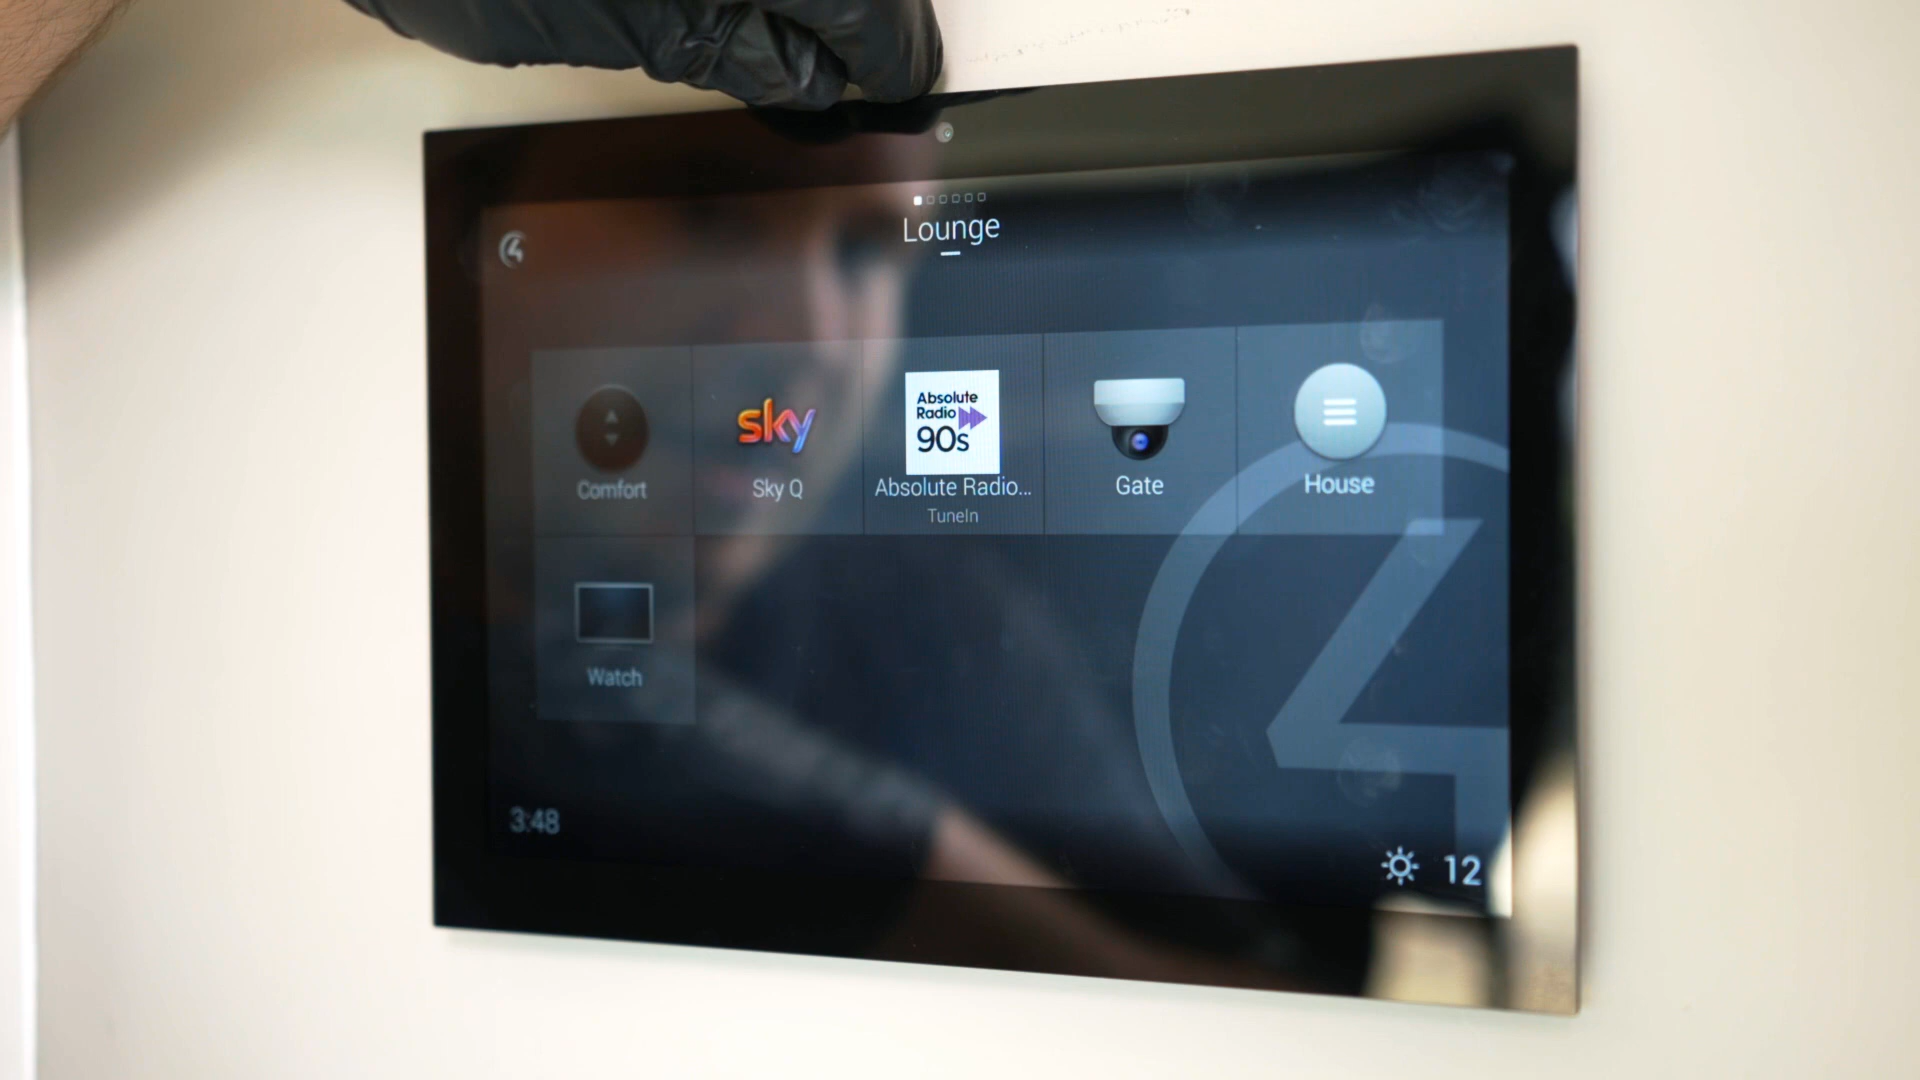 Lounge
Comfort
sky
Sky Q
Absolute
Radio
90s
Absolute Radio...
TuneIn
Gate
House
Watch
3:48
12